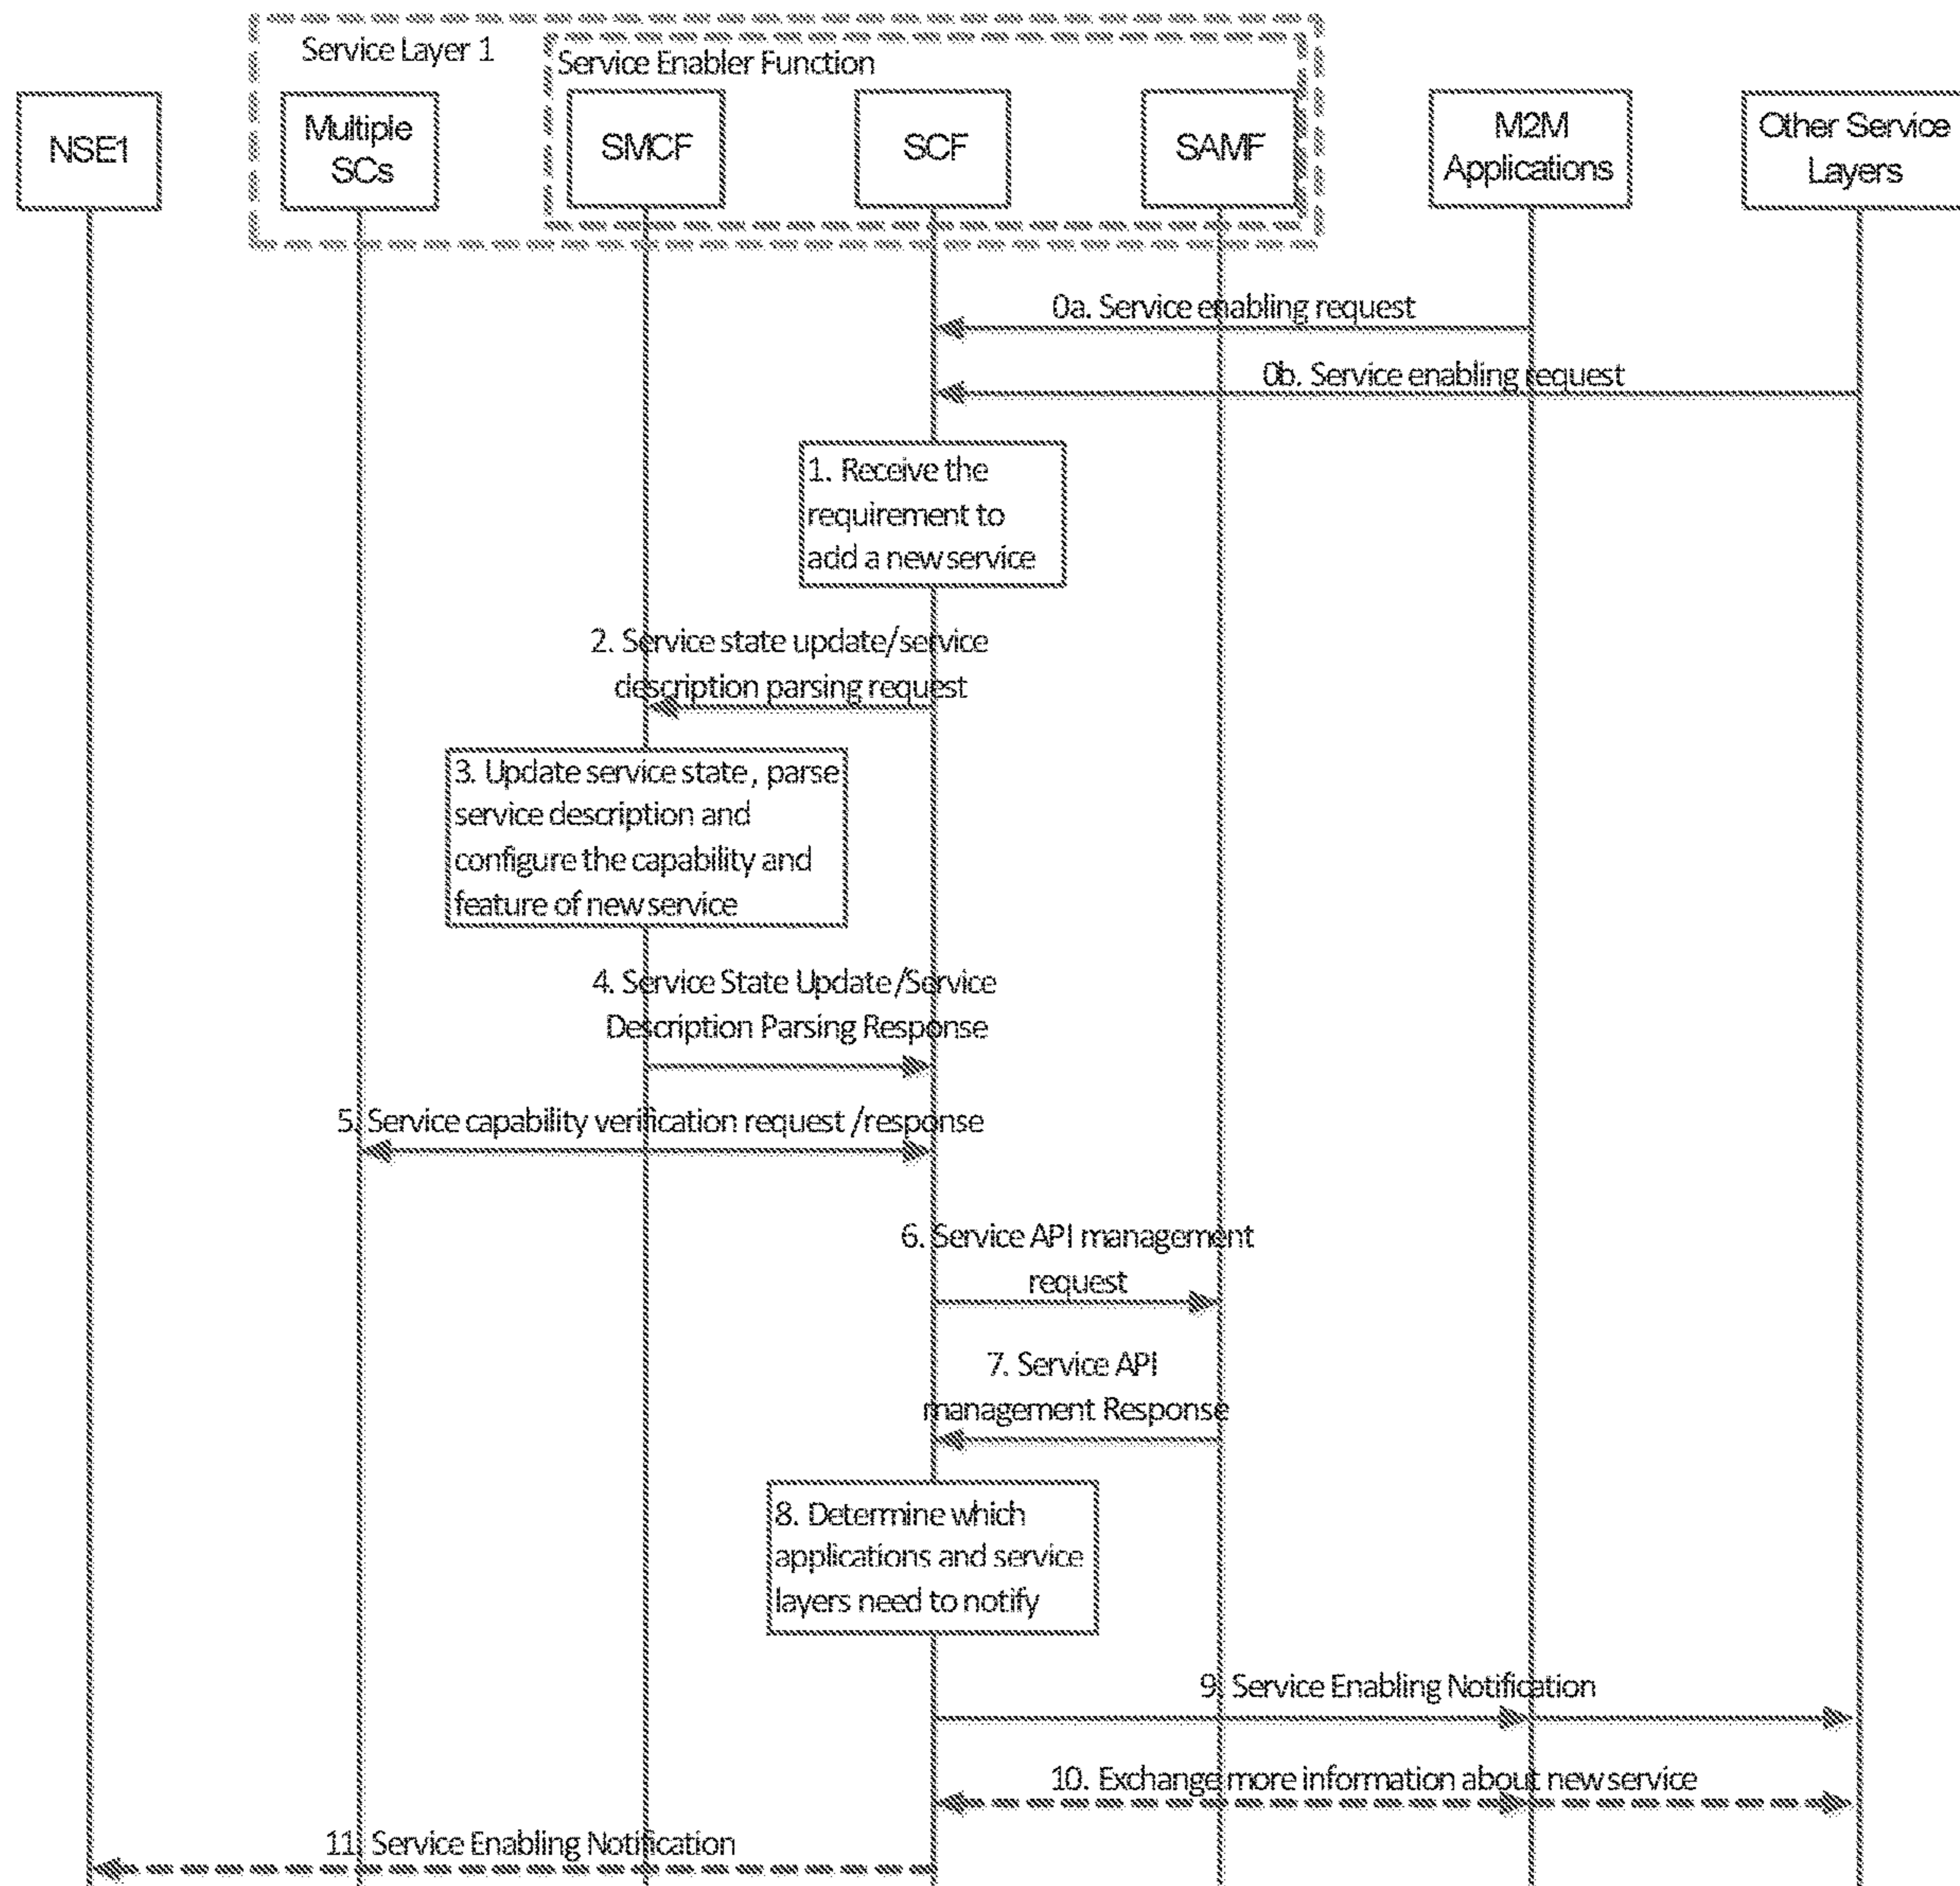 Service Layer 1
Service Enabler Function
NSE1
Multiple
SCs
SMCF
SCF
SAMF
M2M
Applications
Other Service
Layers
0a. Service enabling request
0b. Service enabling request
1. Receive the
requirement to
add a new service
2. Service state update/service
description parsing request
3. Update service state, parse
service description and
configure the capability and
feature of new service
4. Service State Update/Service
Description Parsing Response
5. Service capability verification request /response
6. Service API management
request
7. Service API
management Response
8. Determine which
applications and service
layers need to notify
9. Service Enabling Notification
10. Exchange more information about new service
11. Service Enabling Notification